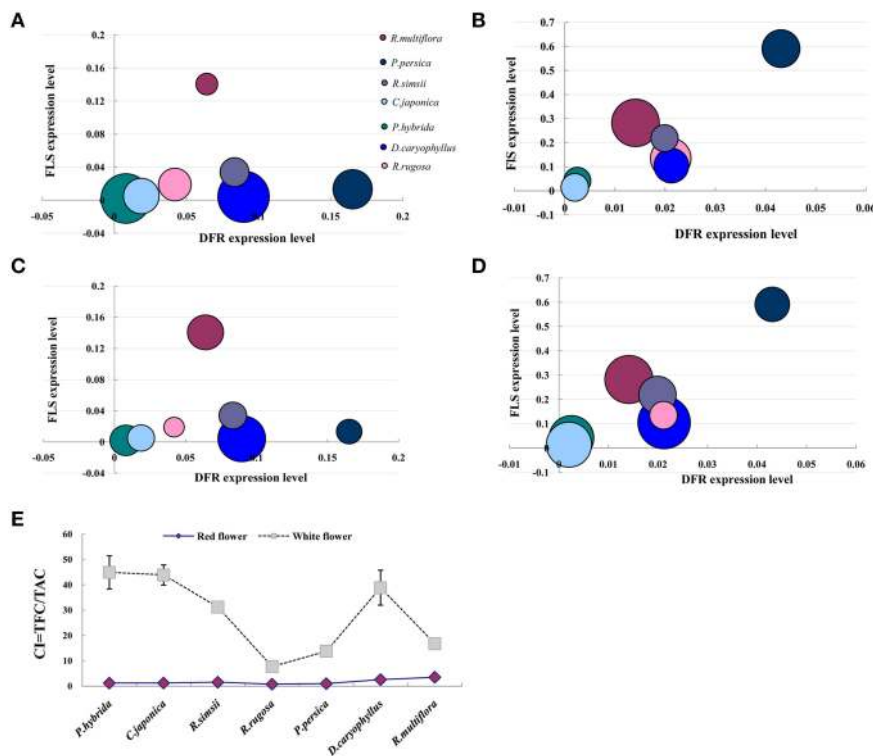 A
FLS expression level
0.2
0.16
0.12
0.08
0.04
0
-0.04
-0.05
0
0.05
0.1
0.15
0.2
DFR expression level
R.multiflora
P.persica
R.simsii
C.japonica
P.hybrida
D.caryophyllus
R.rugosa
B
FIS expression level
0.7
0.6
0.5
0.4
0.3
0.2
0.1
0
-0.1
-0.01
0
0.01
0.02
0.03
0.04
0.05
0.06
DFR expression level
C
FLS expression level
0.2
0.16
0.12
0.08
0.04
0
-0.04
-0.05
0
0.05
0.1
0.15
0.2
DFR expression level
D
FLS expression level
0.7
0.6
0.5
0.4
0.3
0.2
0.1
0
-0.1
-0.01
0
0.01
0.02
0.03
0.04
0.05
0.06
DFR expression level
E
CI=TFC/TAC
Red flower
White flower
60
50
40
30
20
10
0
P.hybrida
C.japonica
R.simsii
R.rugosa
P.persica
D.caryophyllus
R.multiflora